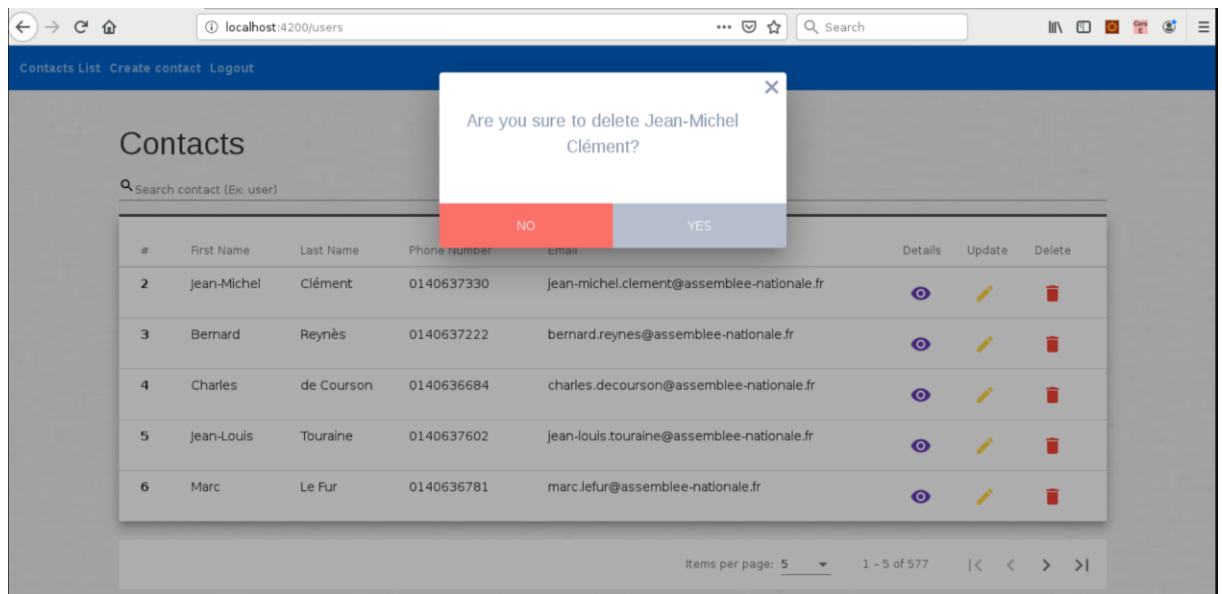 localhost:4200/users
Search
Contacts List Create contact Logout
Are you sure to delete Jean-Michel
Clément?
NO YES
Contacts
Search contact (Ex: user)
# First Name Last Name Phone Number Email Details Update Delete
2 Jean-Michel Clément 0140637330 jean-michel.clement@assemblee-nationale.fr
3 Bernard Reynès 0140637222 bernard.reynes@assemblee-nationale.fr
4 Charles de Courson 0140636684 charles.decourson@assemblee-nationale.fr
5 Jean-Louis Touraine 0140637602 jean-louis.touraine@assemblee-nationale.fr
6 Marc Le Fur 0140636781 marc.lefur@assemblee-nationale.fr
Items per page: 5 1 - 5 of 577